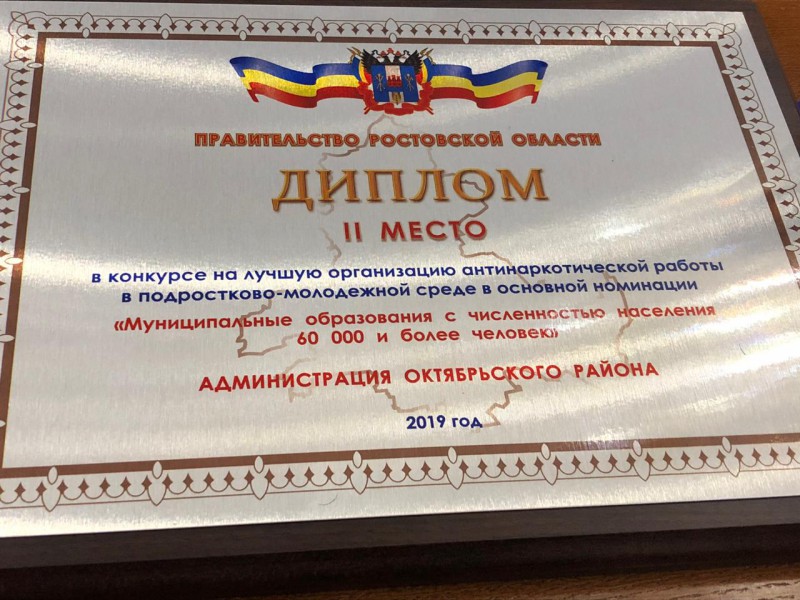 ПРАВИТЕЛЬСТВО РОСТОВСКОЙ ОБЛАСТИ
ДИПЛОМ
II МЕСТО
в конкурсе на лучшую организацию антинаркотической работы
в подростково-молодежной среде в основной номинации
«Муниципальные образования с численностью населения
60 000 и более человек»
АДМИНИСТРАЦИЯ ОКТЯБРЬСКОГО РАЙОНА
2019 год